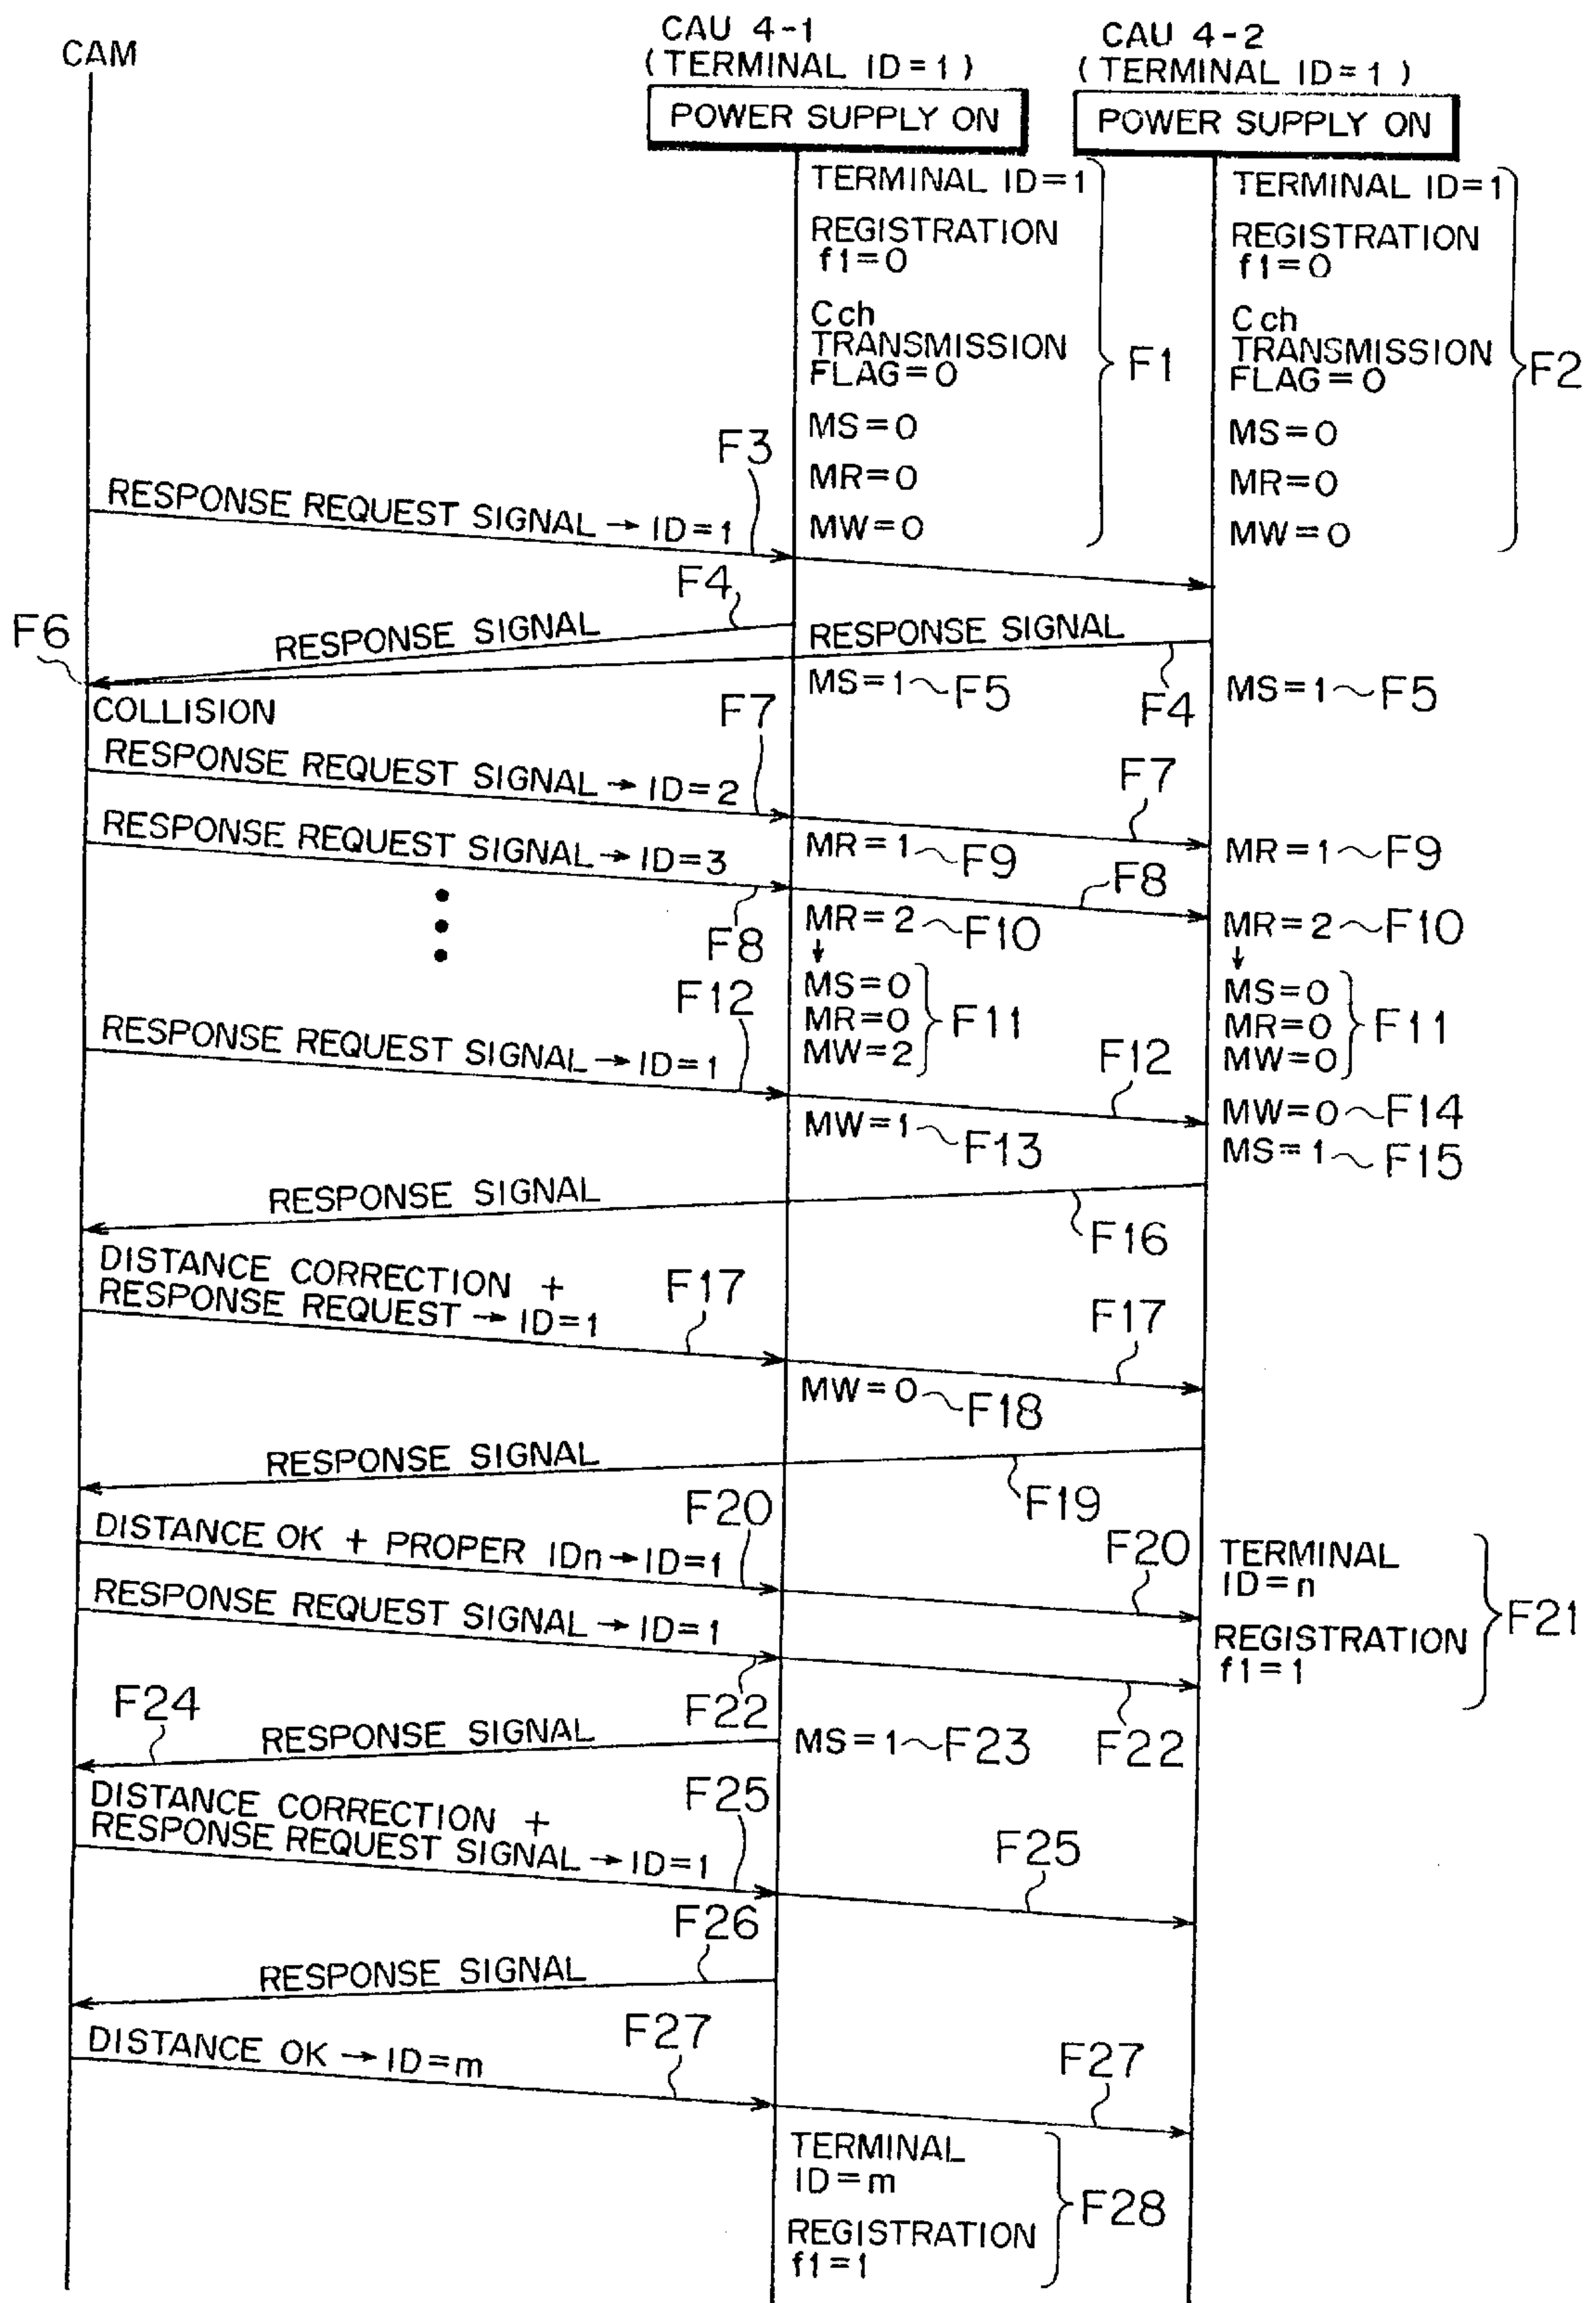 CAM
CAU 4-1
(TERMINAL ID=1)
CAU 4-2
(TERMINAL ID=1)
POWER SUPPLY ON
POWER SUPPLY ON
TERMINAL ID=1
REGISTRATION
f1=0
Cch
TRANSMISSION
FLAG=0
MS=0
MR=0
MW=0
F1
TERMINAL ID=1
REGISTRATION
f1=0
Cch
TRANSMISSION
FLAG=0
MS=0
MR=0
MW=0
F2
F3
RESPONSE REQUEST SIGNAL → ID=1
F4
F6
RESPONSE SIGNAL
RESPONSE SIGNAL
MS=1~F5
F4
MS=1~F5
COLLISION
F7
RESPONSE REQUEST SIGNAL → ID=2
F7
RESPONSE REQUEST SIGNAL → ID=3
MR=1~F9
MR=1~F9
F8
F8
MR=2~F10
MR=2~F10
↓
↓
MS=0
MR=0
MW=2
F11
MS=0
MR=0
MW=0
F11
F12
RESPONSE REQUEST SIGNAL → ID=1
F12
MW=1~F13
MW=0~F14
MS=1~F15
RESPONSE SIGNAL
F16
DISTANCE CORRECTION +
RESPONSE REQUEST → ID=1
F17
F17
MW=0~F18
RESPONSE SIGNAL
F19
F20
DISTANCE OK + PROPER IDn → ID=1
F20
TERMINAL
ID=n
REGISTRATION
f1=1
F21
RESPONSE REQUEST SIGNAL → ID=1
F22
F22
F24
RESPONSE SIGNAL
MS=1~F23
DISTANCE CORRECTION +
RESPONSE REQUEST SIGNAL → ID=1
F25
F25
F26
RESPONSE SIGNAL
F27
DISTANCE OK → ID=m
F27
TERMINAL
ID=m
REGISTRATION
f1=1
F28